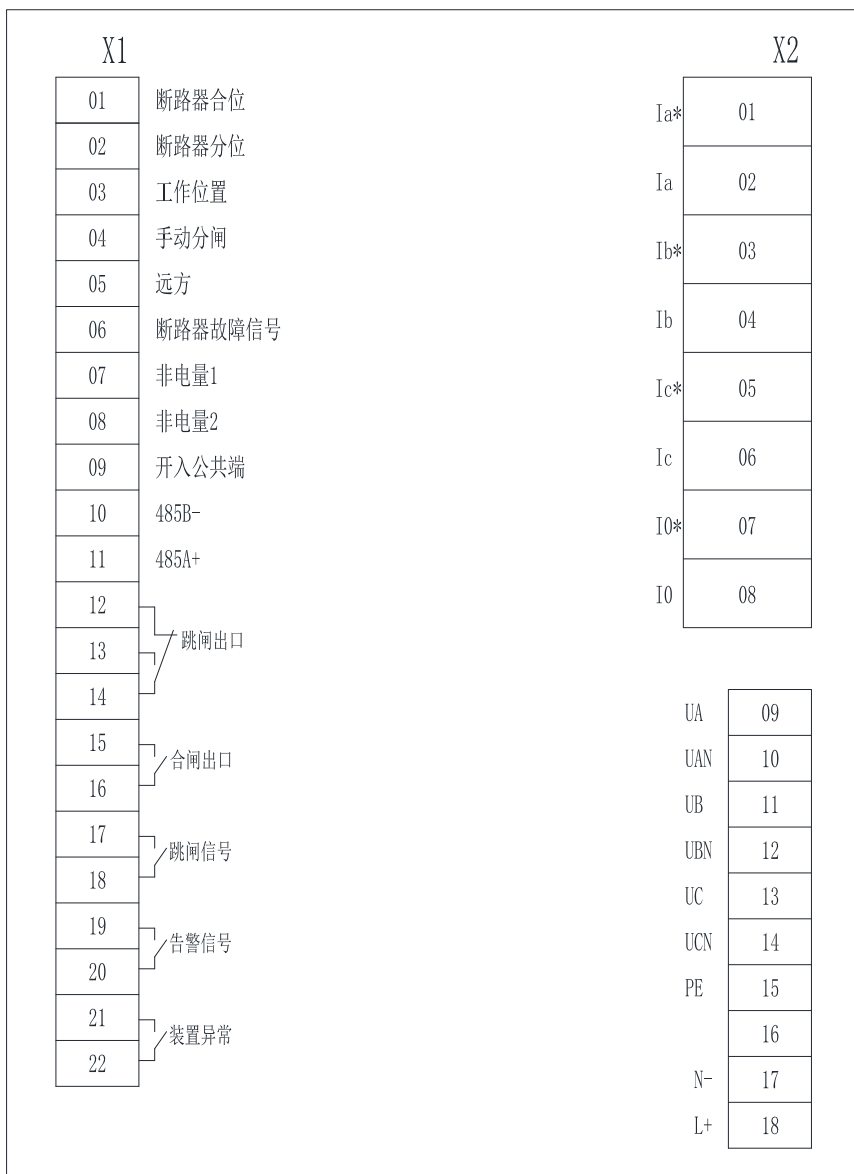 X1
01 断路器合位
02 断路器分位
03 工作位置
04 手动分闸
05 远方
06 断路器故障信号
07 非电量1
08 非电量2
09 开入公共端
10 485B-
11 485A+
12
13 跳闸出口
14
15
合闸出口
16
17
跳闸信号
18
19
告警信号
20
21
装置异常
22
X2
Ia* 01
Ia 02
Ib* 03
Ib 04
Ic* 05
Ic 06
I0* 07
I0 08
UA 09
UAN 10
UB 11
UBN 12
UC 13
UCN 14
PE 15
16
N- 17
L+ 18